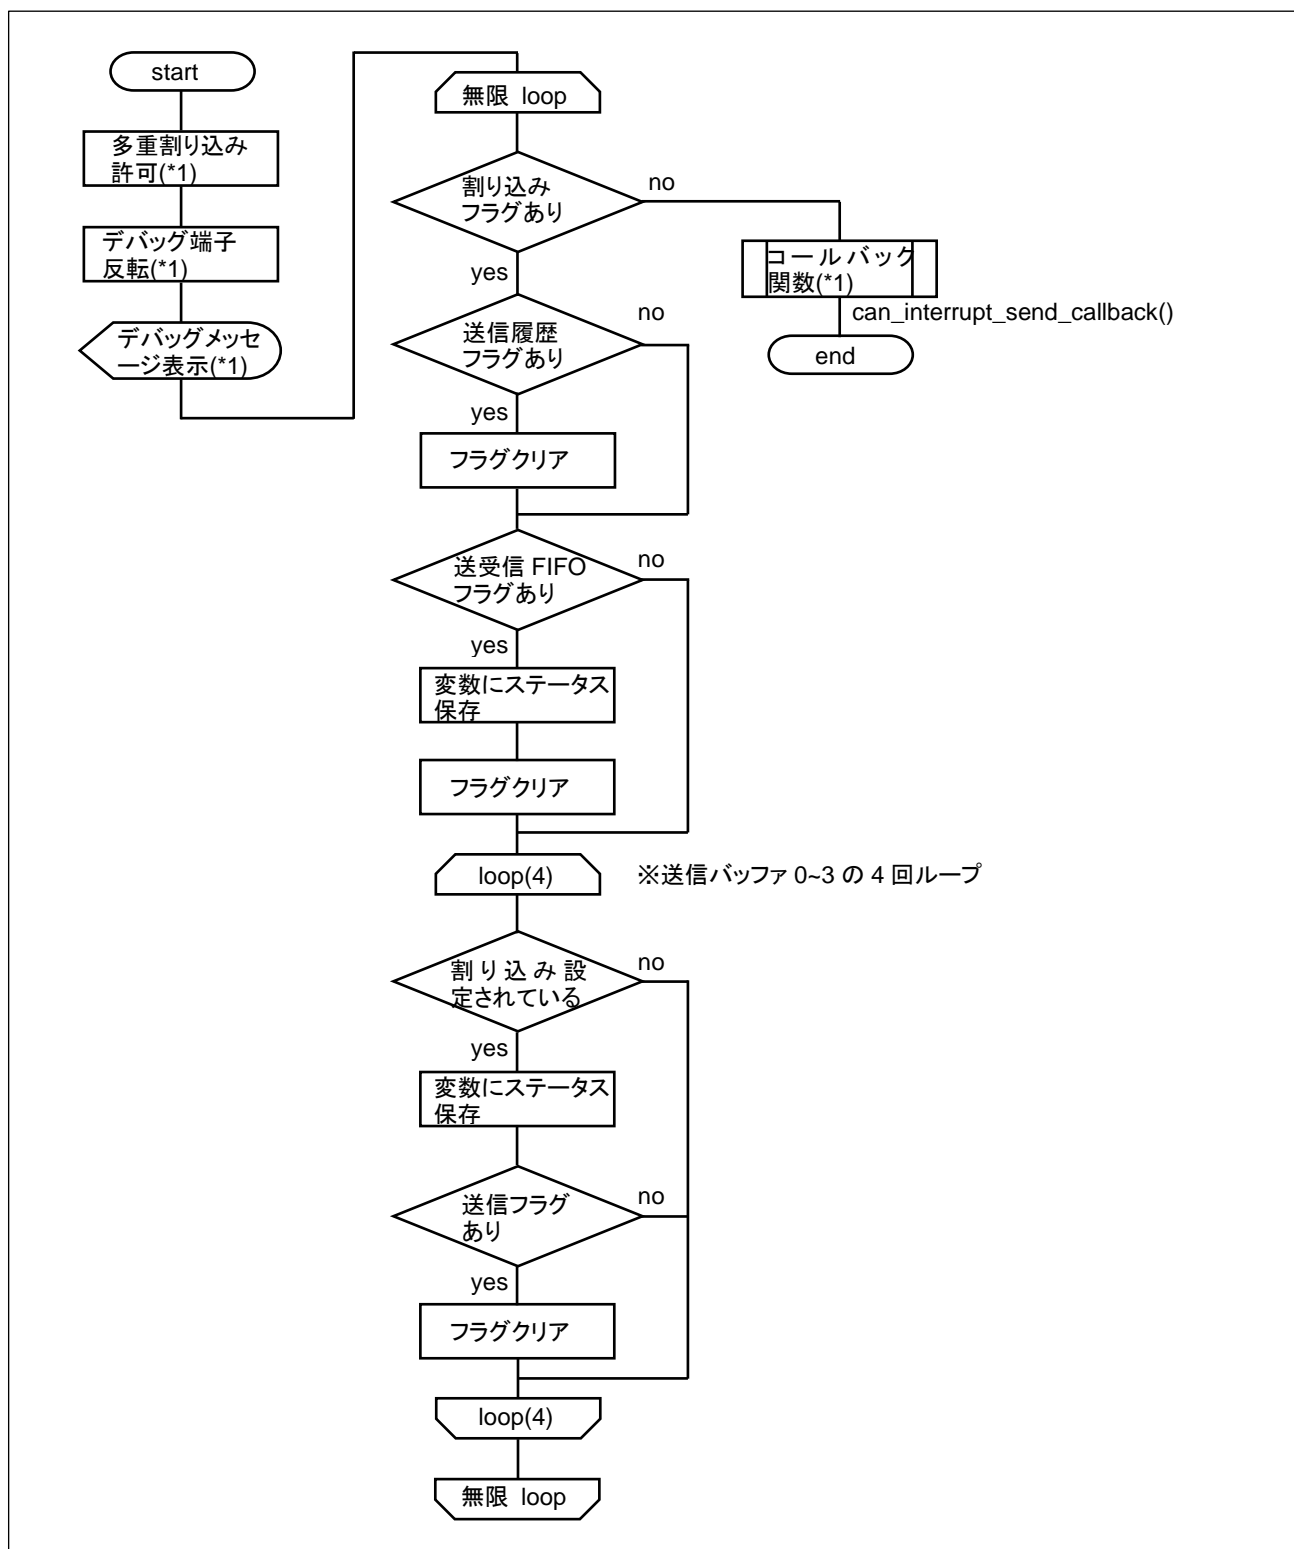 start
多重割り込み
許可(*1)
デバッグ端子
反転(*1)
デバッグメッセ
ージ表示(*1)
無限 loop
割り込み
フラグあり
no
yes
コールバック
関数(*1)
can_interrupt_send_callback()
end
送信履歴
フラグあり
no
yes
フラグクリア
送受信 FIFO
フラグあり
no
yes
変数にステータス
保存
フラグクリア
loop(4)
※送信バッファ 0~3 の 4 回ループ
割り込み設
定されている
no
yes
変数にステータス
保存
送信フラグ
あり
no
yes
フラグクリア
loop(4)
無限 loop